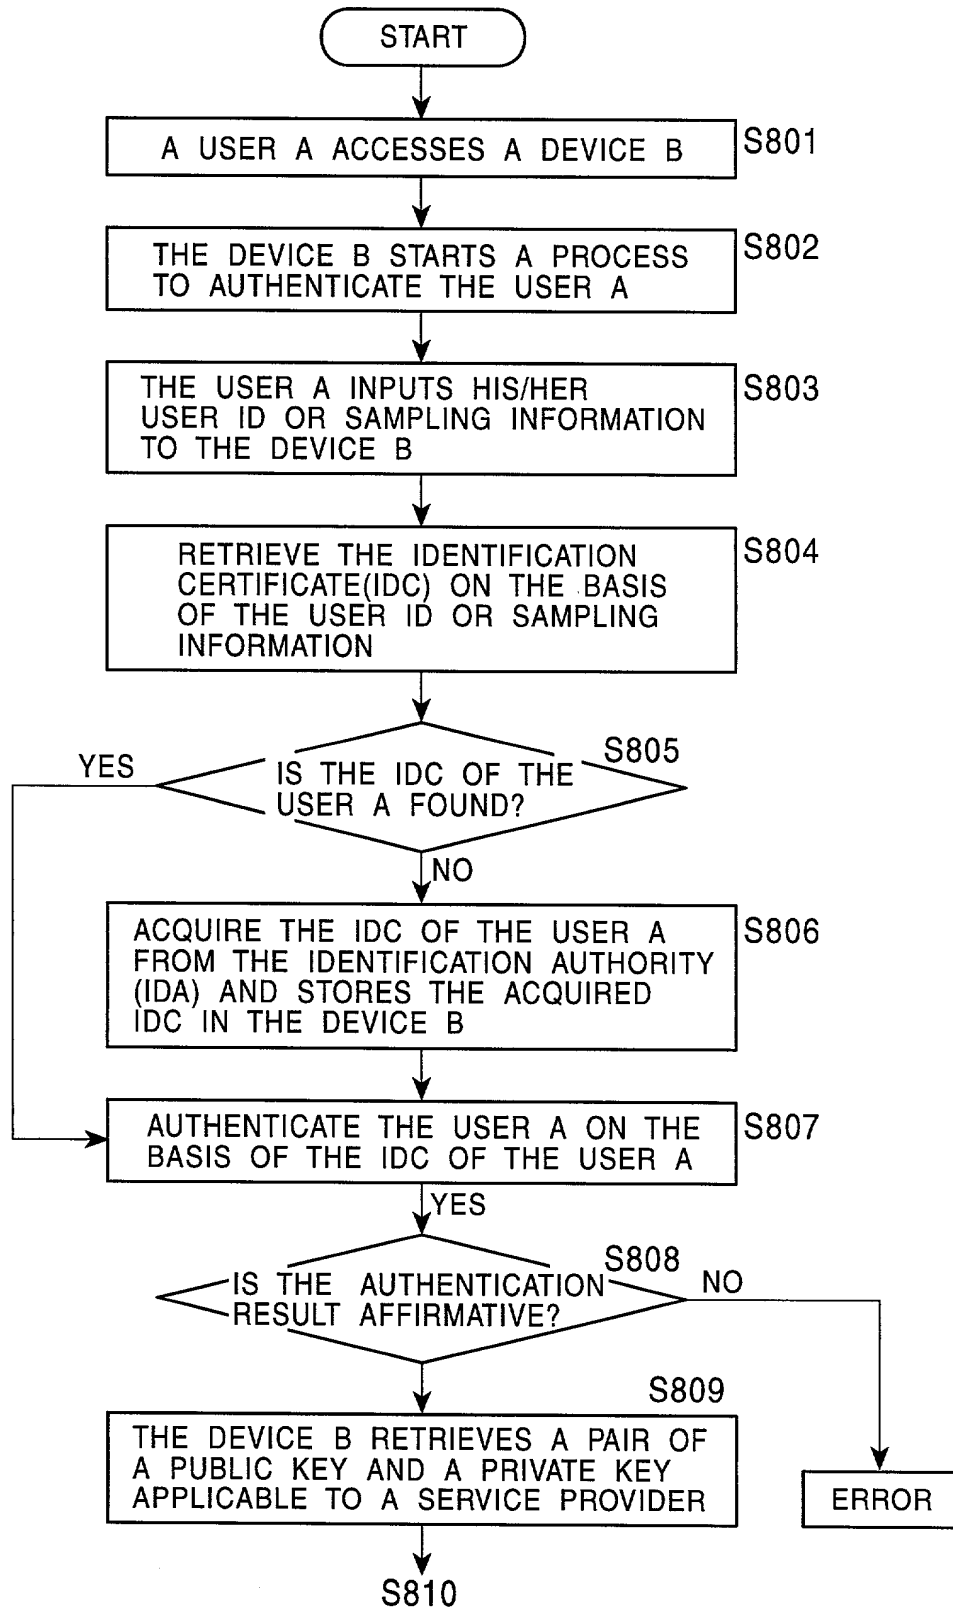 START
A USER A ACCESSES A DEVICE B
S801
THE DEVICE B STARTS A PROCESS
TO AUTHENTICATE THE USER A
S802
THE USER A INPUTS HIS/HER
USER ID OR SAMPLING INFORMATION
TO THE DEVICE B
S803
RETRIEVE THE IDENTIFICATION
CERTIFICATE(IDC) ON THE BASIS
OF THE USER ID OR SAMPLING
INFORMATION
S804
S805
YES
IS THE IDC OF THE
USER A FOUND?
NO
ACQUIRE THE IDC OF THE USER A
FROM THE IDENTIFICATION AUTHORITY
(IDA) AND STORES THE ACQUIRED
IDC IN THE DEVICE B
S806
AUTHENTICATE THE USER A ON THE
BASIS OF THE IDC OF THE USER A
S807
YES
S808
IS THE AUTHENTICATION
RESULT AFFIRMATIVE?
NO
S809
THE DEVICE B RETRIEVES A PAIR OF
A PUBLIC KEY AND A PRIVATE KEY
APPLICABLE TO A SERVICE PROVIDER
ERROR
S810